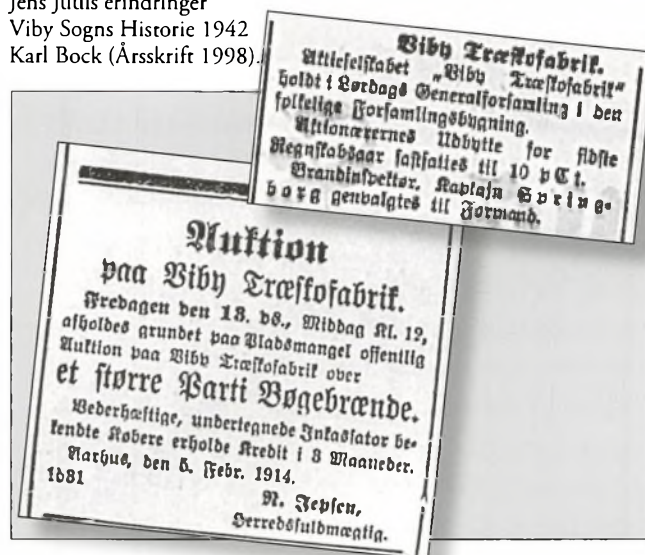 Jens Juuls erindringer
Viby Sogns Historie 1942
Karl Bock (Årsskrift 1998).
Viby Træskofabrik.
Aktieselskabet „Viby Træskofabrik“
holdt i Lørdags Generalforsamling i den
folkelige Forsamlingsbygning.
Aktionærernes Udbytte for sidste
Regnskabsaar fastsattes til 10 pCt.
Brandinspektør, Kaptajn Spring-
borg genvalgtes til Formand.
Auktion
paa Viby Træskofabrik.
Fredagen den 13. ds., Middag Kl. 12,
afholdes grundet paa Pladsmangel offentlig
Auktion paa Viby Træskofabrik over
et større Parti Bøgebrænde.
Vederhæftige, undertegnede Inkassator be-
kendte Købere erholde Kredit i 3 Maaneder.
Aarhus, den 5. Febr. 1914.
1d81
N. Jepsen,
Herredsfuldmægtig.